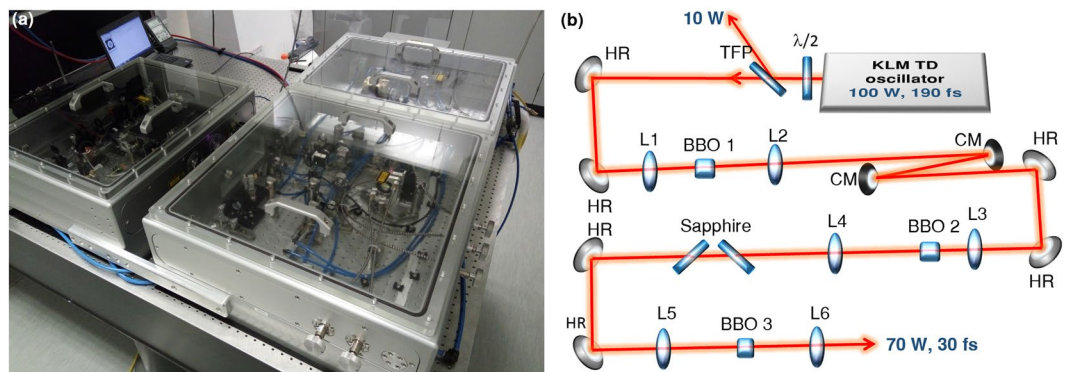 (a)
(b)
10 W
HR
TFP
λ/2
KLM TD
oscillator
100 W, 190 fs
L1
BBO 1
L2
CM
HR
CM
HR
HR
Sapphire
L4
BBO 2
L3
HR
HR
L5
BBO 3
L6
70 W, 30 fs